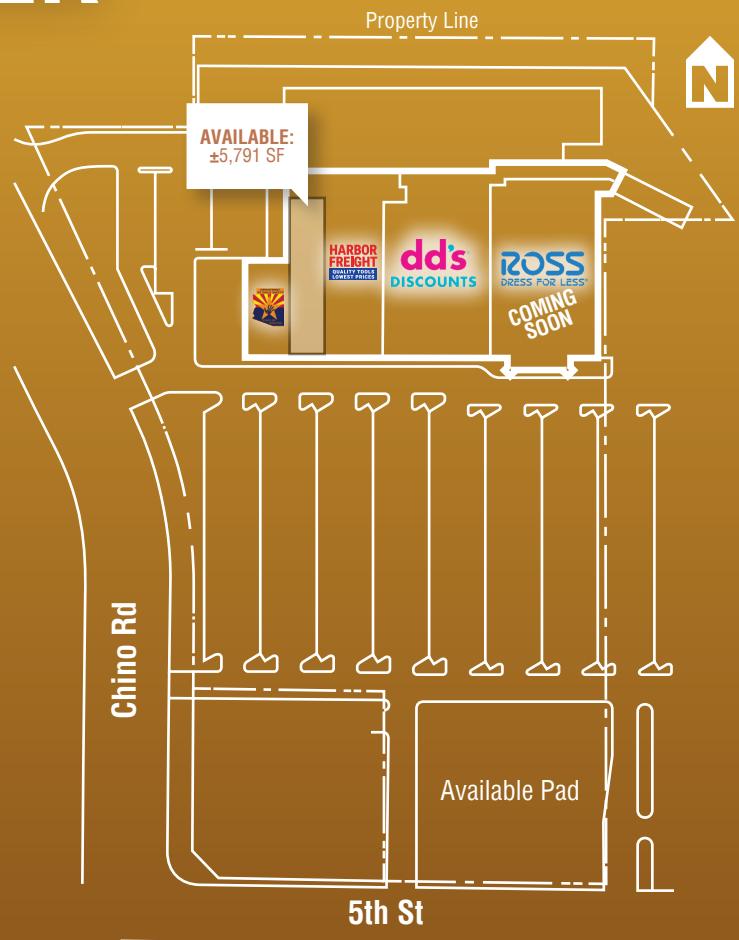 Property Line
N
AVAILABLE:
±5,791 SF
HARBOR
FREIGHT
QUALITY TOOLS
LOWEST PRICES
dd's
DISCOUNTS
ROSS
DRESS FOR LESS
COMING
SOON
Chino Rd
Available Pad
5th St